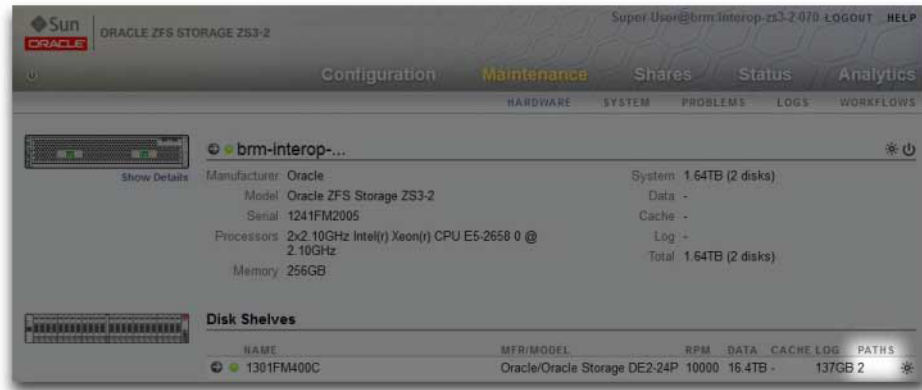 Sun
ORACLE
ORACLE ZFS STORAGE ZS3-2
Super-User@brm-interop-zs3-2-070 LOGOUT HELP
Configuration Maintenance Shares Status Analytics
HARDWARE SYSTEM PROBLEMS LOGS WORKFLOWS
brm-interop-...
Show Details
Manufacturer Oracle
Model Oracle ZFS Storage ZS3-2
Serial 1241FM2005
Processors 2x2.10GHz Intel(r) Xeon(r) CPU E5-2658 0 @
2.10GHz
Memory 256GB
System 1.64TB (2 disks)
Data -
Cache -
Log -
Total 1.64TB (2 disks)
Disk Shelves
NAME MFR/MODEL RPM DATA CACHE LOG PATHS
1301FM400C Oracle/Oracle Storage DE2-24P 10000 16.4TB - 137GB 2